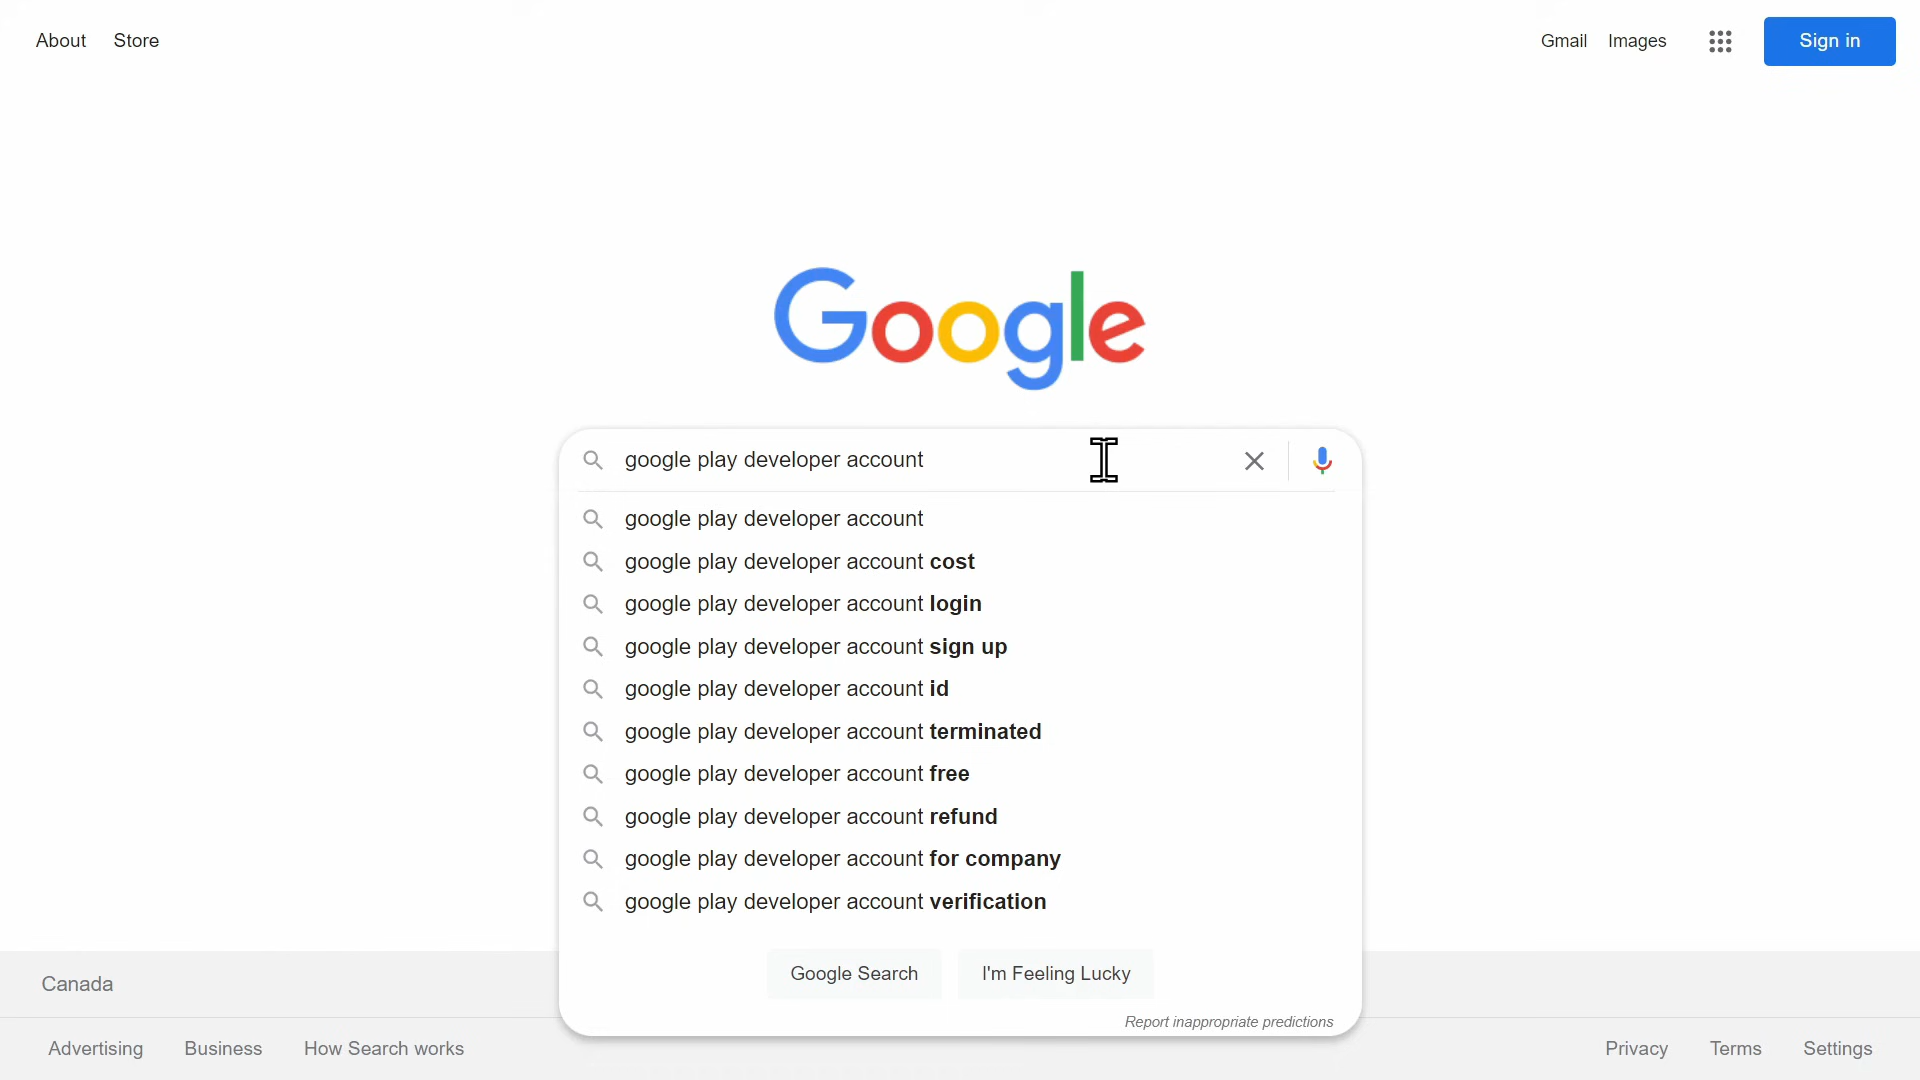 About Store Gmail Images Sign in
Google
google play developer account
google play developer account
google play developer account cost
google play developer account login
google play developer account sign up
google play developer account id
google play developer account terminated
google play developer account free
google play developer account refund
google play developer account for company
google play developer account verification
Google Search I'm Feeling Lucky
Report inappropriate predictions
Canada
Advertising Business How Search works Privacy Terms Settings